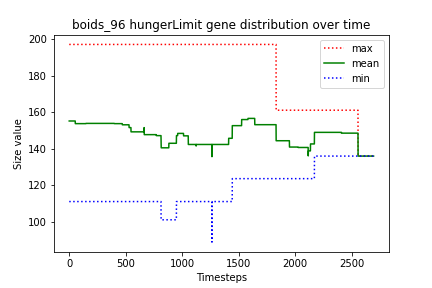 boids_96 hungerLimit gene distribution over time
200
180
160
140
120
100
Size value
max
mean
min
0
500
1000
1500
2000
2500
Timesteps